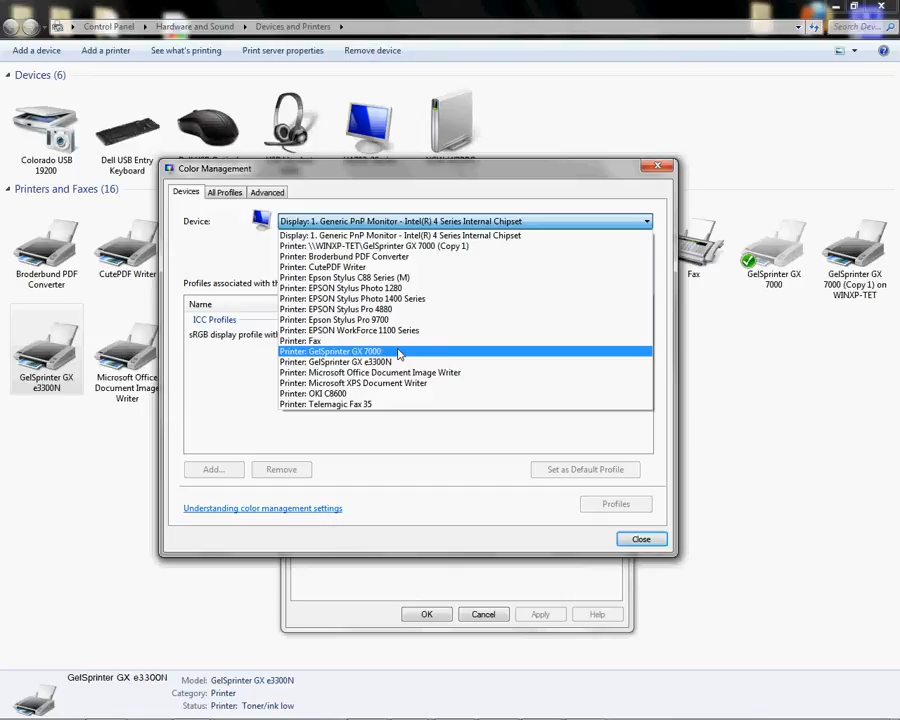 Control Panel
Hardware and Sound
Devices and Printers
Search Dev...
Add a device
Add a printer
See what's printing
Print server properties
Remove device
Devices (6)
Colorado USB
19200
Dell USB Entry
Keyboard
Printers and Faxes (16)
Broderbund PDF
Converter
CutePDF Writer
Fax
GelSprinter GX
7000
GelSprinter GX
7000 (Copy 1) on
WINXP-TET
GelSprinter GX
e3300N
Microsoft Office
Document Image
Writer
Color Management
Devices
All Profiles
Advanced
Device:
Display: 1. Generic PnP Monitor - Intel(R) 4 Series Internal Chipset
Display: 1. Generic PnP Monitor - Intel(R) 4 Series Internal Chipset
Printer: \\WINXP-TET\GelSprinter GX 7000 (Copy 1)
Printer: Broderbund PDF Converter
Printer: CutePDF Writer
Printer: Epson Stylus C88 Series (M)
Printer: EPSON Stylus Photo 1280
Printer: EPSON Stylus Photo 1400 Series
Printer: EPSON Stylus Pro 4880
Printer: Epson Stylus Pro 9700
Printer: EPSON WorkForce 1100 Series
Printer: Fax
Printer: GelSprinter GX 7000
Printer: GelSprinter GX e3300N
Printer: Microsoft Office Document Image Writer
Printer: Microsoft XPS Document Writer
Printer: OKI C8600
Printer: Telemagic Fax 35
Profiles associated with th
Name
ICC Profiles
sRGB display profile with
Add...
Remove
Set as Default Profile
Understanding color management settings
Profiles
Close
OK
Cancel
Apply
Help
GelSprinter GX e3300N
Model: GelSprinter GX e3300N
Category: Printer
Status: Printer: Toner/ink low